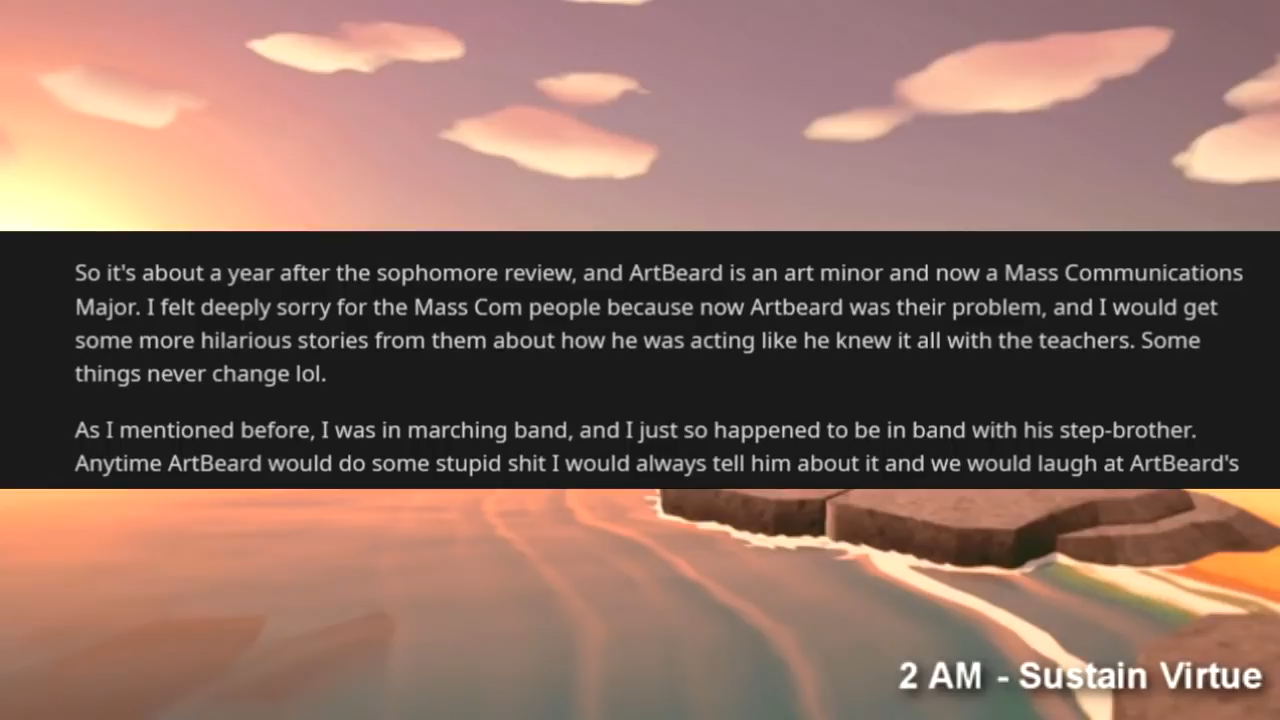 So it's about a year after the sophomore review, and ArtBeard is an art minor and now a Mass Communications
Major. I felt deeply sorry for the Mass Com people because now Artbeard was their problem, and I would get
some more hilarious stories from them about how he was acting like he knew it all with the teachers. Some
things never change lol.
As I mentioned before, I was in marching band, and I just so happened to be in band with his step-brother.
Anytime ArtBeard would do some stupid shit I would always tell him about it and we would laugh at ArtBeard's
2 AM - Sustain Virtue